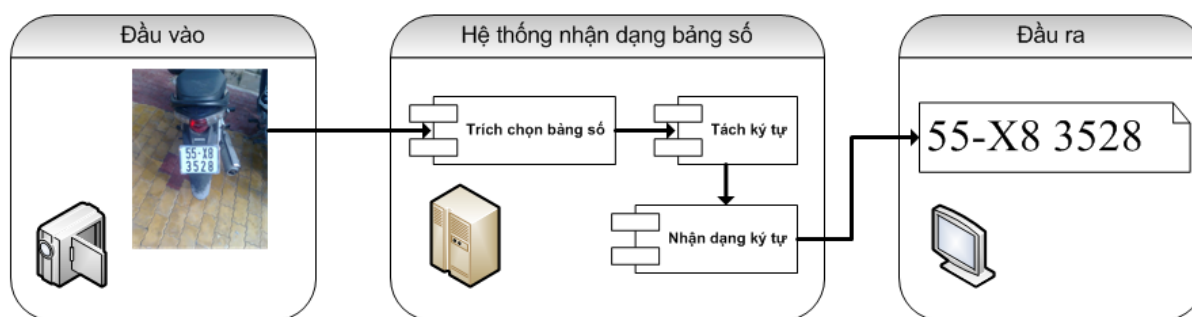 Đầu vào
55-X8
3528
Hệ thống nhận dạng bảng số
Trích chọn bảng số
Tách ký tự
Nhận dạng ký tự
Đầu ra
55-X8 3528